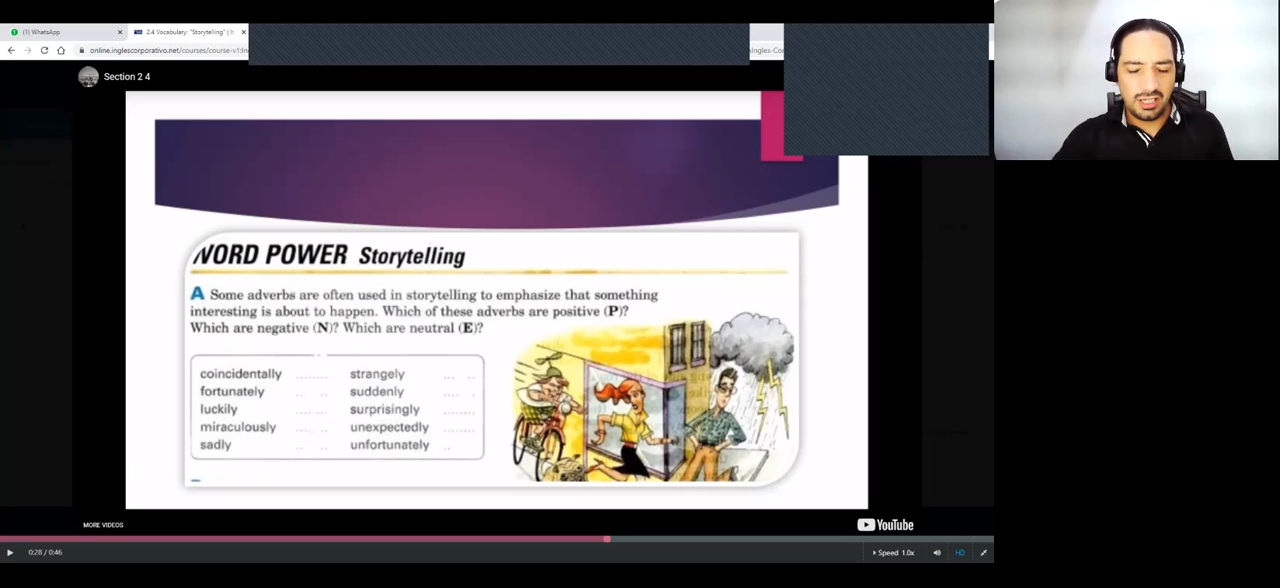 (1) WhatsApp
2.4 Vocabulary: "Storytelling" | It
online.inglescorporativo.net/courses/course-v1:
Section 2 4
WORD POWER Storytelling
A Some adverbs are often used in storytelling to emphasize that something
interesting is about to happen. Which of these adverbs are positive (P)?
Which are negative (N)? Which are neutral (E)?
coincidentally ........ strangely ........
fortunately ........ suddenly ........
luckily ........ surprisingly ........
miraculously ........ unexpectedly ........
sadly ........ unfortunately ........
MORE VIDEOS
YouTube
0:28 / 0:46
Speed 1.0x
HD